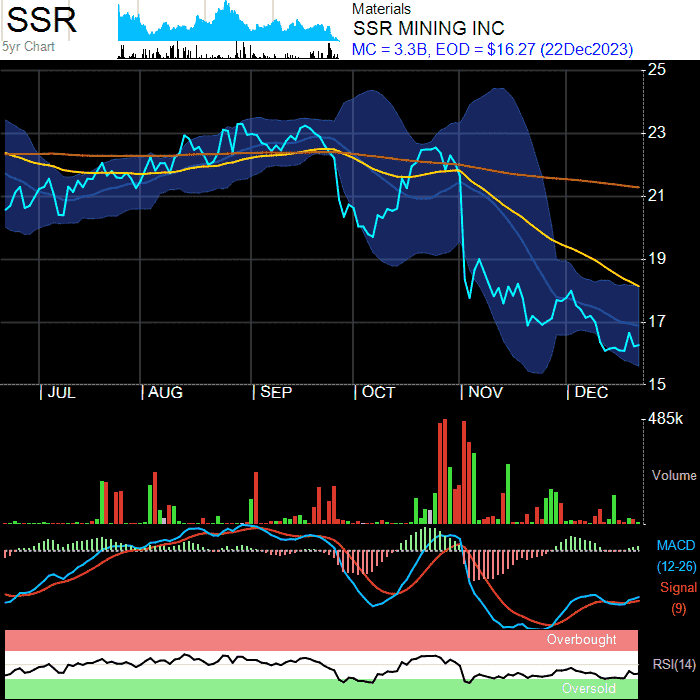 SSR
5yr Chart
Materials
SSR MINING INC
MC = 3.3B, EOD = $16.27 (22Dec2023)
25
23
21
19
17
15
JUL AUG SEP OCT NOV DEC
485k
Volume
MACD
(12-26)
Signal
(9)
Overbought
RSI(14)
Oversold